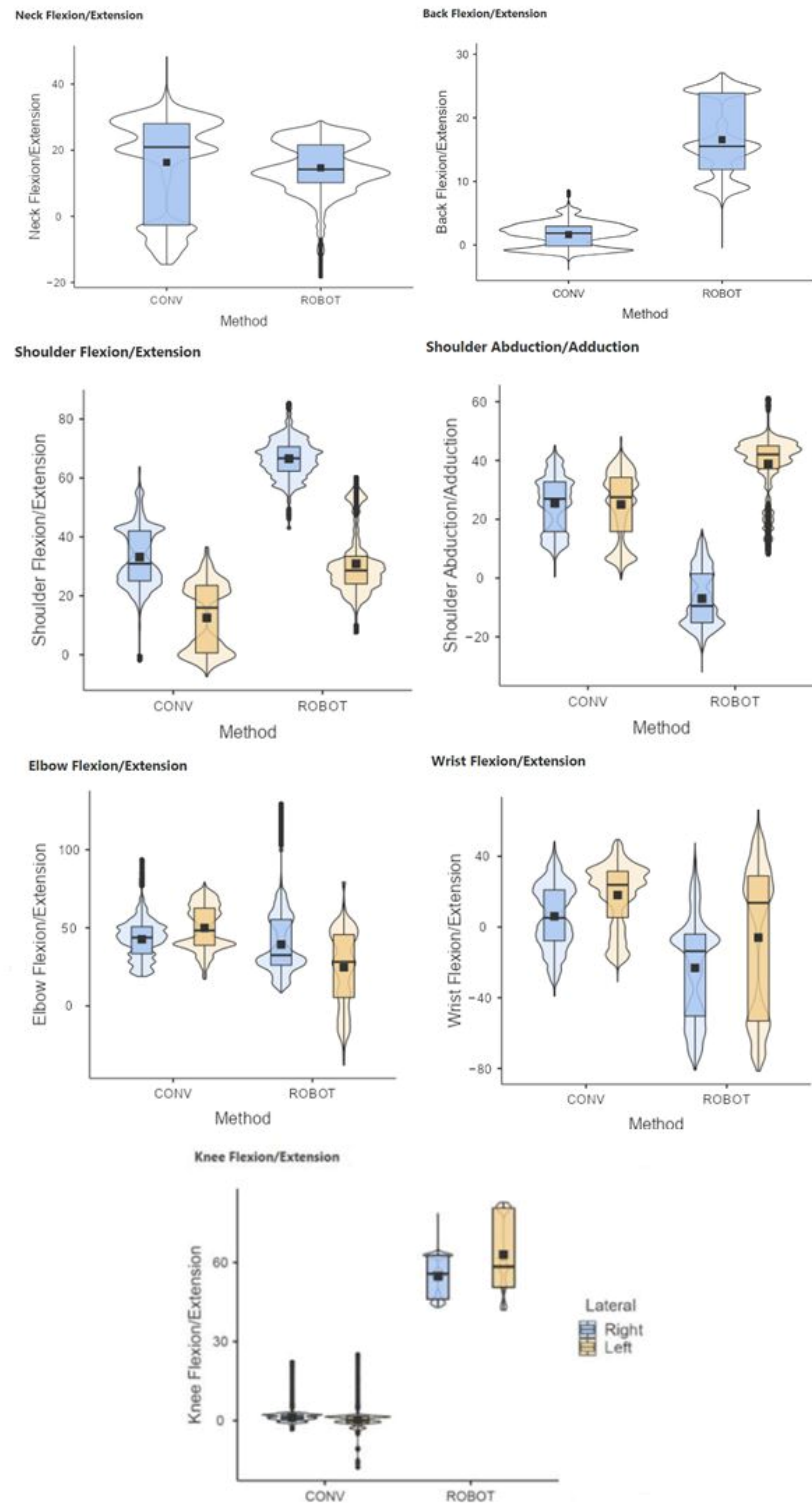 Neck Flexion/Extension
Neck Flexion/Extension
40
20
0
−20
CONV
ROBOT
Method
Back Flexion/Extension
Back Flexion/Extension
30
20
10
0
CONV
ROBOT
Method
Shoulder Flexion/Extension
Shoulder Flexion/Extension
80
60
40
20
0
CONV
ROBOT
Method
Shoulder Abduction/Adduction
Shoulder Abduction/Adduction
60
40
20
0
−20
CONV
ROBOT
Method
Elbow Flexion/Extension
Elbow Flexion/Extension
100
50
0
CONV
ROBOT
Method
Wrist Flexion/Extension
Wrist Flexion/Extension
40
0
−40
−80
CONV
ROBOT
Method
Knee Flexion/Extension
Knee Flexion/Extension
60
30
0
CONV
ROBOT
Lateral
Right
Left